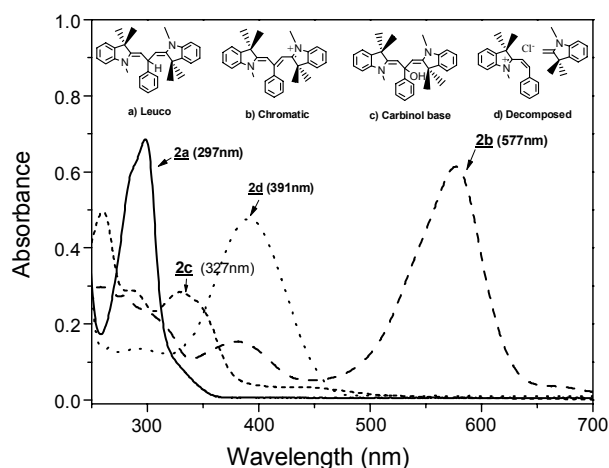 N H N
a) Leuco
N + N
b) Chromatic
N OH N
c) Carbinol base
Cl- N+ N
d) Decomposed
1.0
0.8
0.6
0.4
0.2
0.0
Absorbance
2a (297nm)
2b (577nm)
2d (391nm)
2c (327nm)
300 400 500 600 700
Wavelength (nm)